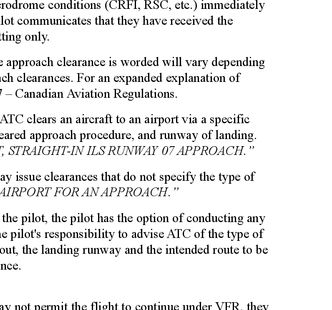 rodrome conditions (CRFI, RSC, etc.) immediately
lot communicates that they have received the
ting only.
e approach clearance is worded will vary depending
ch clearances. For an expanded explanation of
7 – Canadian Aviation Regulations.
ATC clears an aircraft to an airport via a specific
eared approach procedure, and runway of landing.
, STRAIGHT-IN ILS RUNWAY 07 APPROACH.”
ay issue clearances that do not specify the type of
AIRPORT FOR AN APPROACH.”
the pilot, the pilot has the option of conducting any
e pilot's responsibility to advise ATC of the type of
out, the landing runway and the intended route to be
nce.
ay not permit the flight to continue under VFR, they